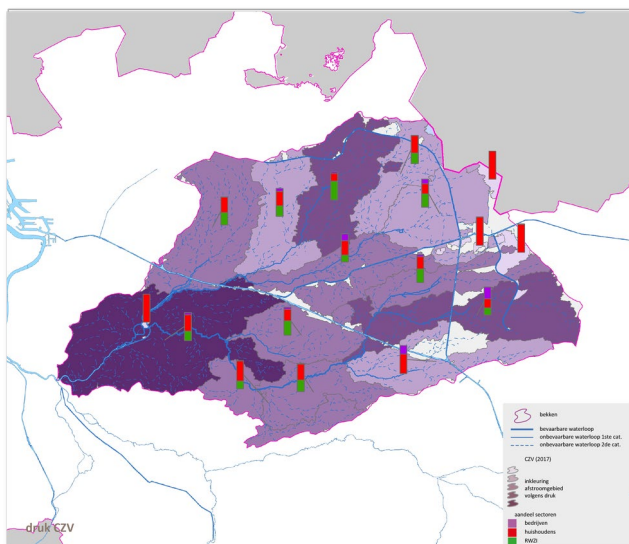 bekken
bevaarbare waterloop
onbevaarbare waterloop 1ste cat.
onbevaarbare waterloop 2de cat.
CZV (2017)
inkleuring
afstroomgebied
volgens druk
aandeel sectoren
bedrijven
huishoudens
RWZI
druk CZV